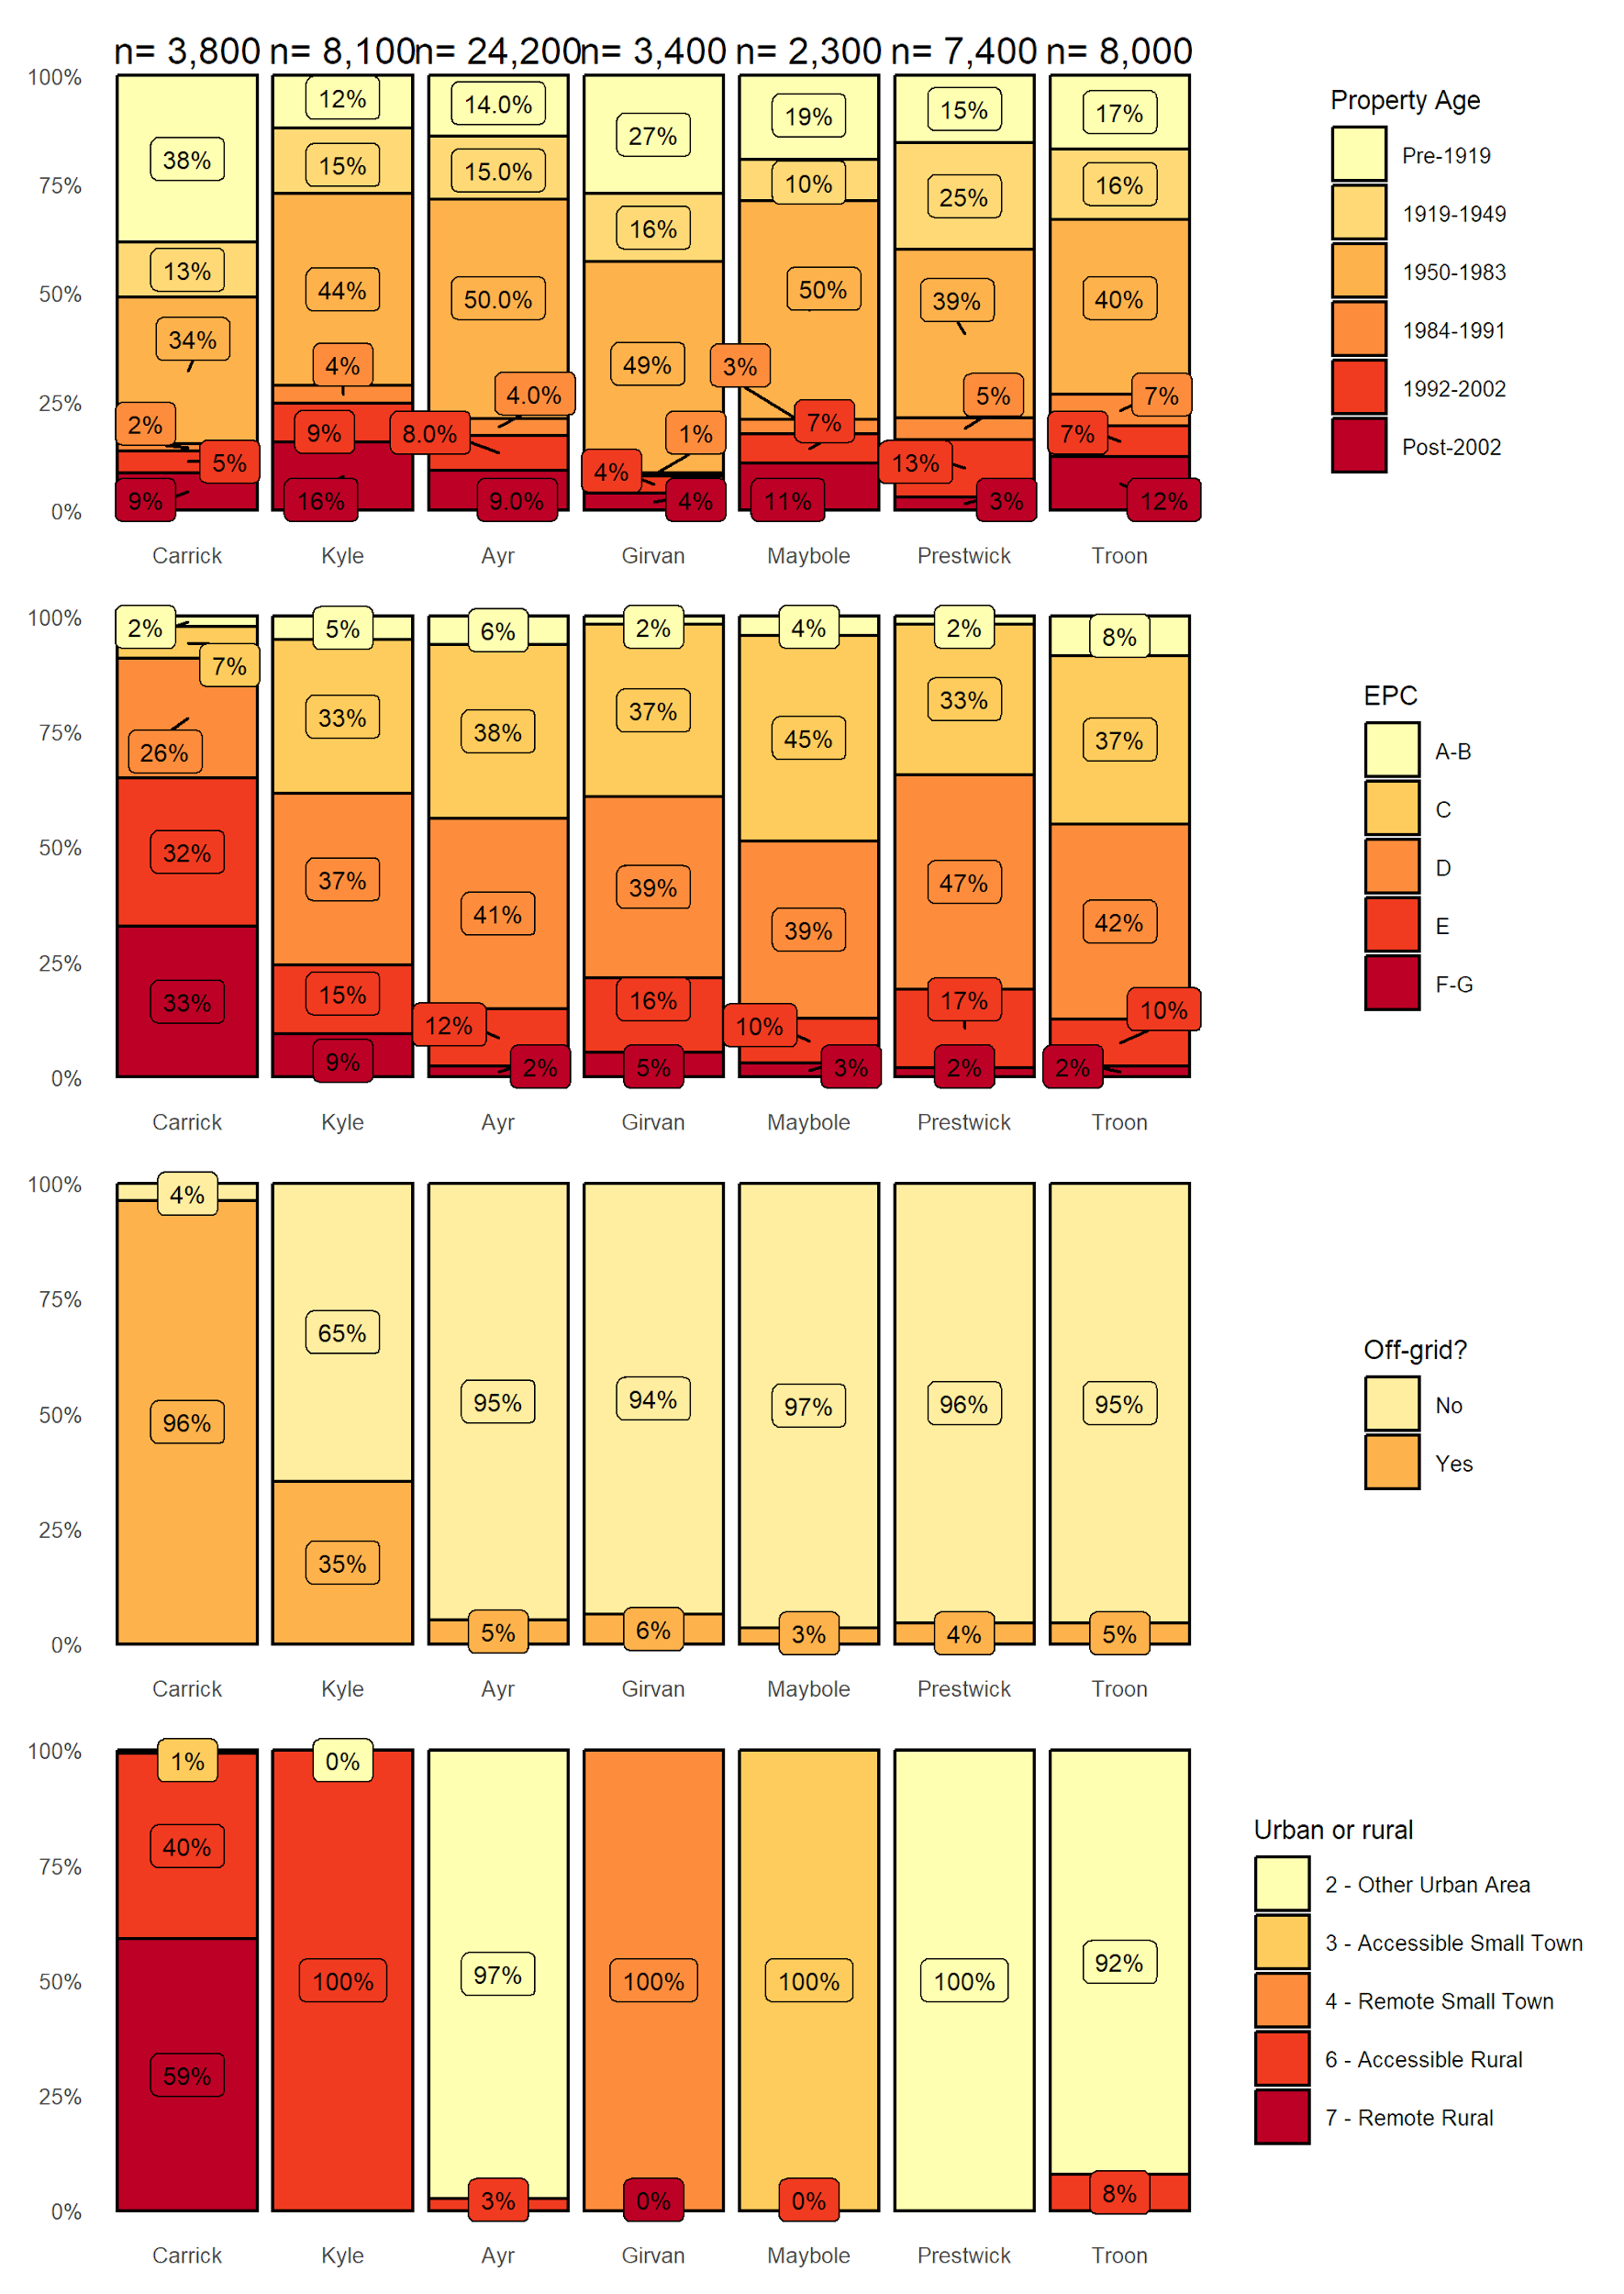 n= 3,800 n= 8,100 n= 24,200 n= 3,400 n= 2,300 n= 7,400 n= 8,000
100%
75%
50%
25%
0%
38% 12% 14.0% 27% 19% 15% 17%
13% 15% 15.0% 16% 10% 25% 16%
34% 44% 50.0% 49% 50% 39% 40%
2% 4% 4.0% 1% 3% 5% 7%
5% 9% 8.0% 4% 7% 13% 7%
9% 16% 9.0% 4% 11% 3% 12%
Carrick Kyle Ayr Girvan Maybole Prestwick Troon
Property Age
Pre-1919
1919-1949
1950-1983
1984-1991
1992-2002
Post-2002
100%
75%
50%
25%
0%
2% 5% 6% 2% 4% 2% 8%
7% 33% 38% 37% 45% 33% 37%
26% 37% 41% 39% 39% 47% 42%
32% 15% 12% 16% 10% 17% 10%
33% 9% 2% 5% 3% 2% 2%
Carrick Kyle Ayr Girvan Maybole Prestwick Troon
EPC
A-B
C
D
E
F-G
100%
75%
50%
25%
0%
4% 65% 95% 94% 97% 96% 95%
96% 35% 5% 6% 3% 4% 5%
Carrick Kyle Ayr Girvan Maybole Prestwick Troon
Off-grid?
No
Yes
100%
75%
50%
25%
0%
1% 0%
40%
100% 97% 100% 100% 100% 92%
59%
3% 0% 0% 8%
Carrick Kyle Ayr Girvan Maybole Prestwick Troon
Urban or rural
2 - Other Urban Area
3 - Accessible Small Town
4 - Remote Small Town
6 - Accessible Rural
7 - Remote Rural